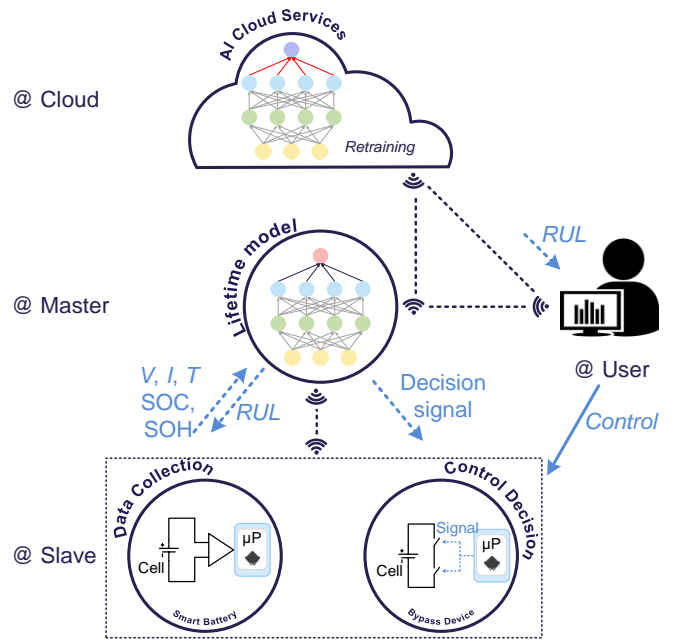 AI Cloud Services
@ Cloud
Retraining
Lifetime model
RUL
@ Master
@ User
V, I, T
SOC,
SOH
RUL
Decision
signal
Control
Data Collection
Control Decision
@ Slave
Cell
µP
Smart Battery
Signal
Cell
µP
Bypass Device